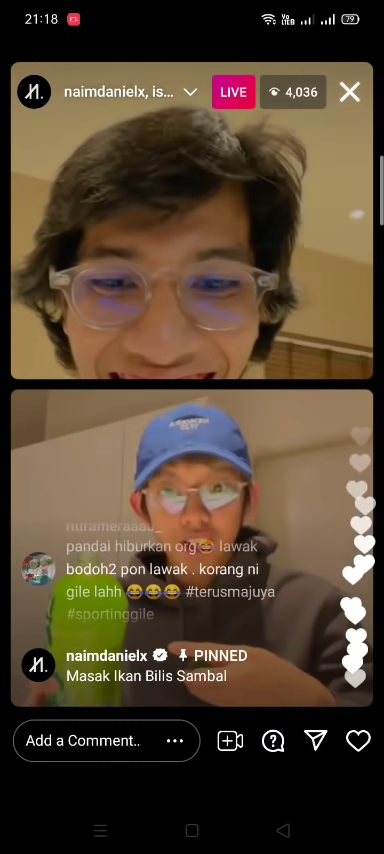 21:18
79
naimdanielx, is...
LIVE
4,036
nurameraaad_
pandai hiburkan org😂 lawak
bodoh2 pon lawak . korang ni
gile lahh 😂😂😂 #terusmajuya
#sportinggile
naimdanielx PINNED
Masak Ikan Bilis Sambal
Add a Comment..